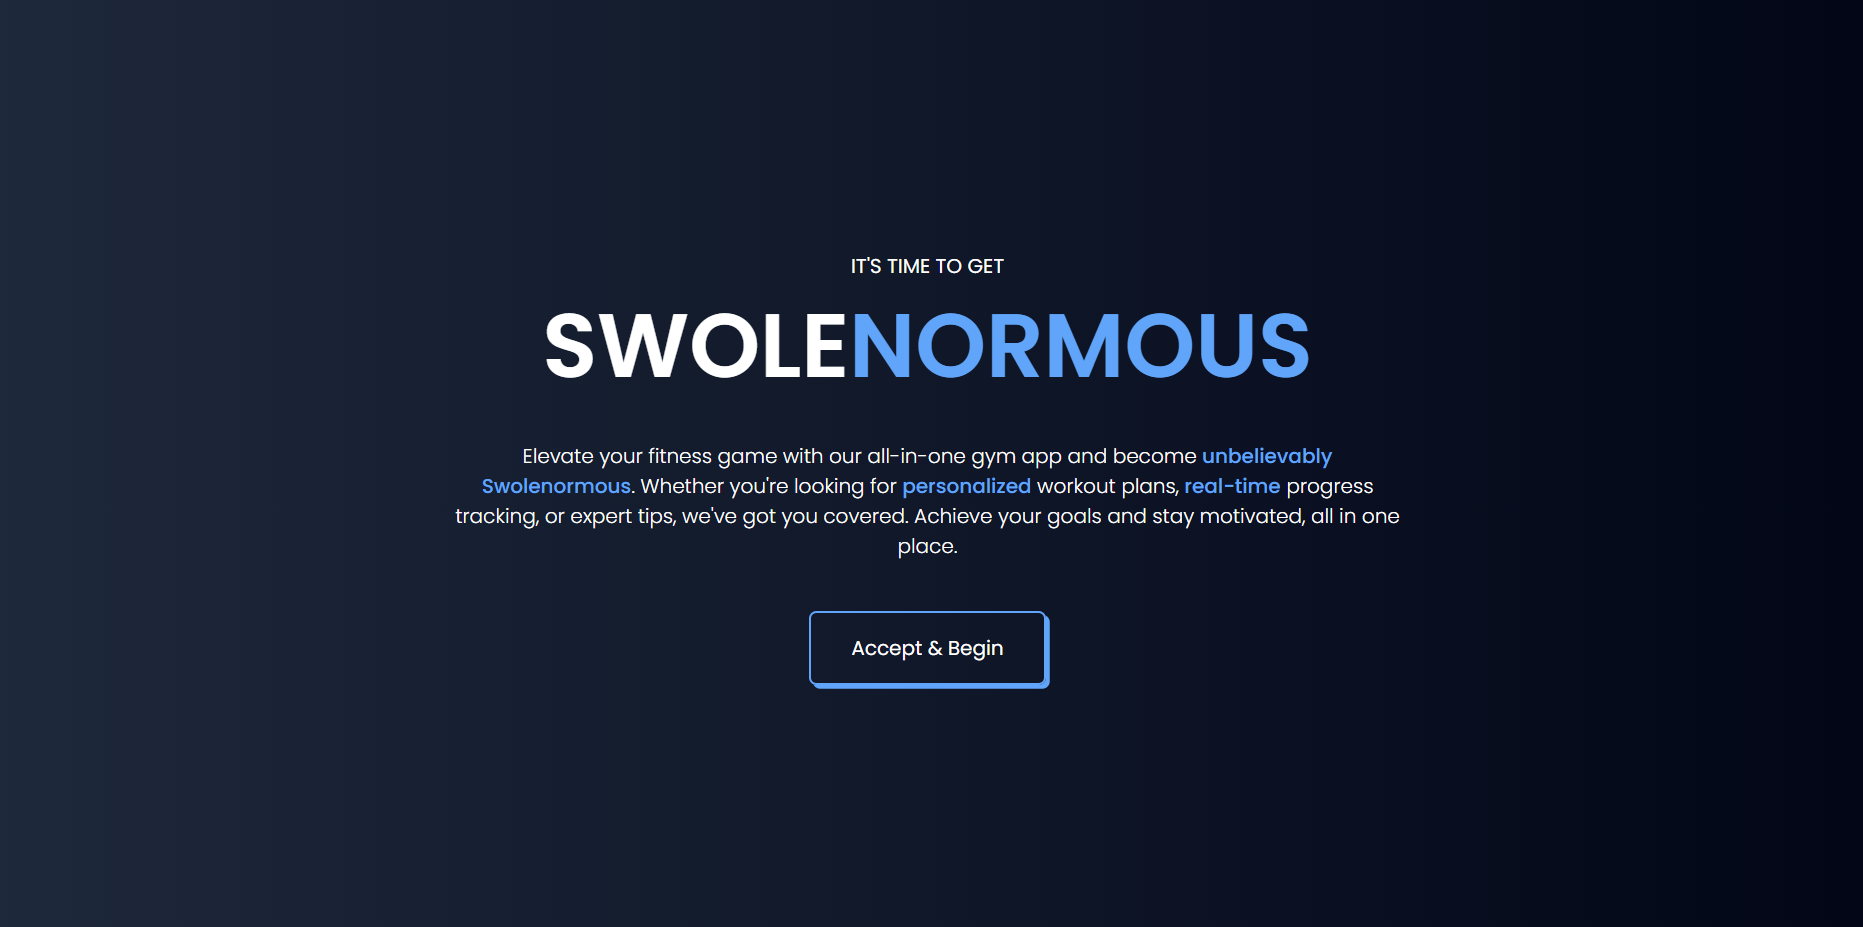 IT'S TIME TO GET
SWOLENORMOUS
Elevate your fitness game with our all-in-one gym app and become unbelievably
Swolenormous. Whether you're looking for personalized workout plans, real-time progress
tracking, or expert tips, we've got you covered. Achieve your goals and stay motivated, all in one
place.
Accept & Begin